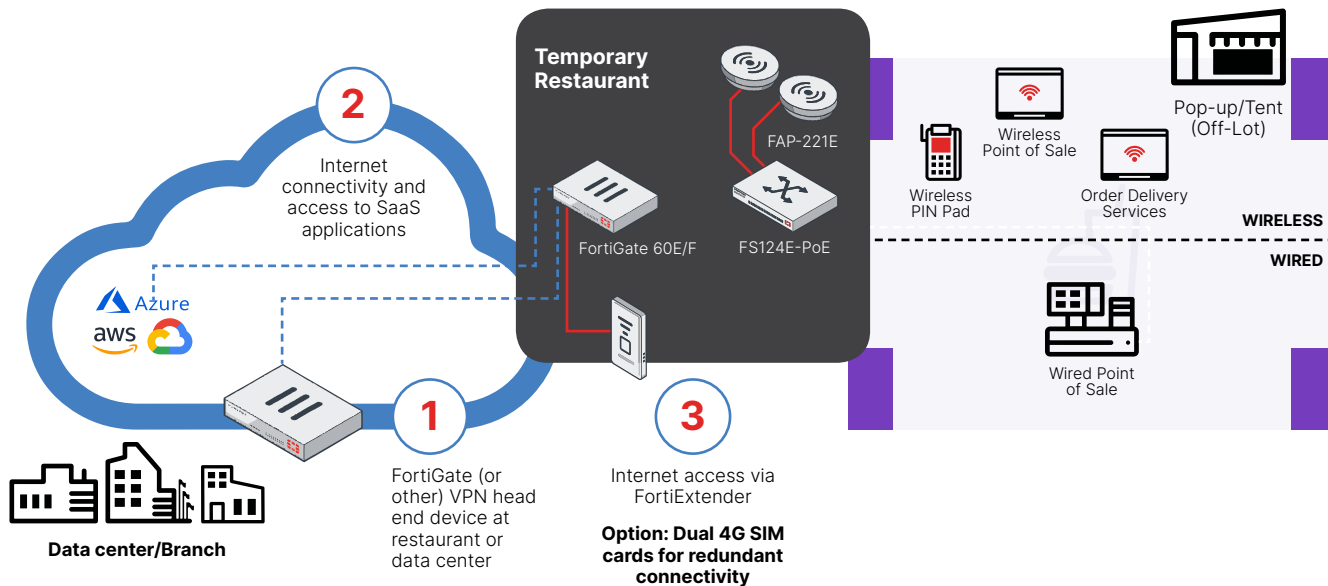 Temporary
Restaurant
FAP-221E
FortiGate 60E/F
FS124E-PoE
2
Internet
connectivity and
access to SaaS
applications
Azure
aws
1
FortiGate (or
other) VPN head
end device at
restaurant or
data center
Data center/Branch
3
Internet access via
FortiExtender
Option: Dual 4G SIM
cards for redundant
connectivity
Pop-up/Tent
(Off-Lot)
Wireless
Point of Sale
Wireless
PIN Pad
Order Delivery
Services
WIRELESS
WIRED
Wired Point
of Sale